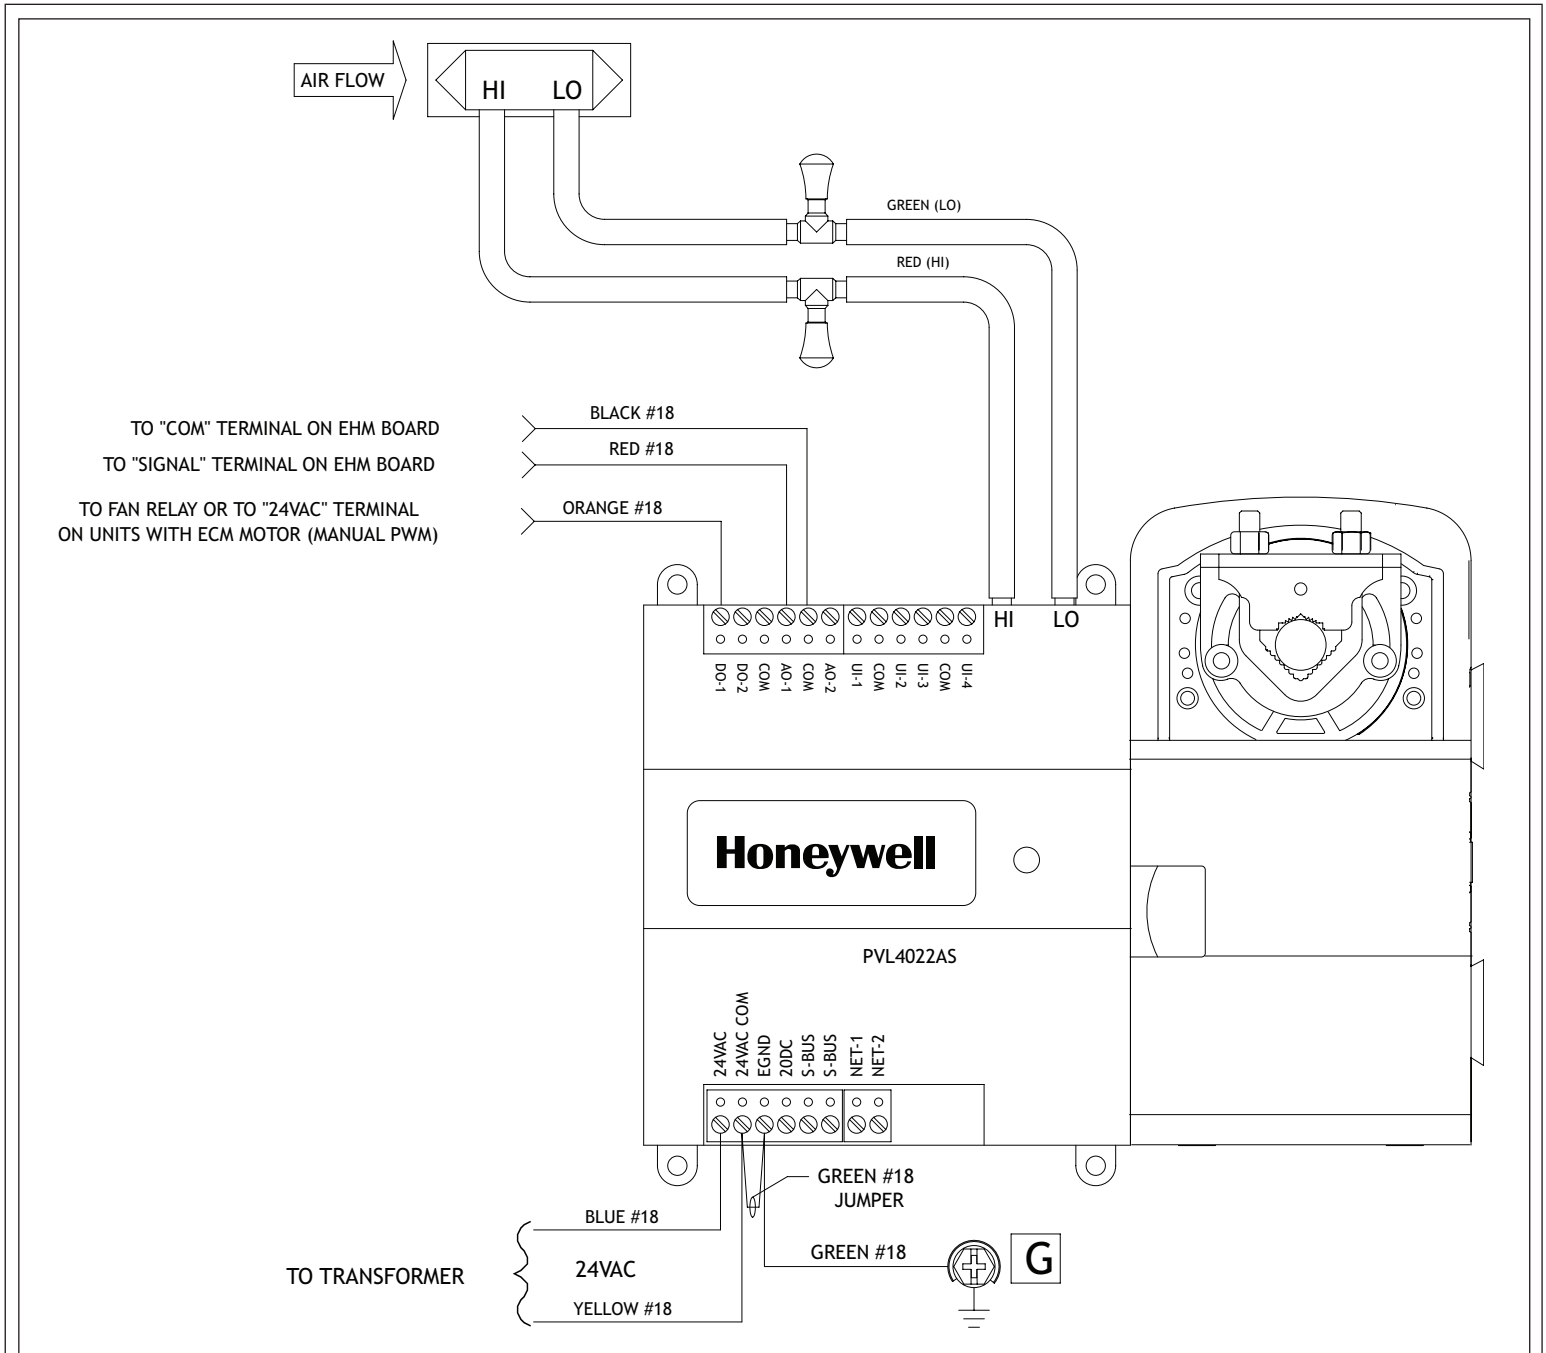 AIR FLOW
HI
LO
GREEN (LO)
RED (HI)
BLACK #18
TO "COM" TERMINAL ON EHM BOARD
RED #18
TO "SIGNAL" TERMINAL ON EHM BOARD
ORANGE #18
TO FAN RELAY OR TO "24VAC" TERMINAL
ON UNITS WITH ECM MOTOR (MANUAL PWM)
HI
LO
DO-1
DO-2
COM
AO-1
COM
AO-2
UI-1
COM
UI-2
UI-3
COM
UI-4
Honeywell
PVL4022AS
24VAC
24VAC COM
EGND
20DC
S-BUS
S-BUS
NET-1
NET-2
GREEN #18
JUMPER
BLUE #18
GREEN #18
G
TO TRANSFORMER
24VAC
YELLOW #18